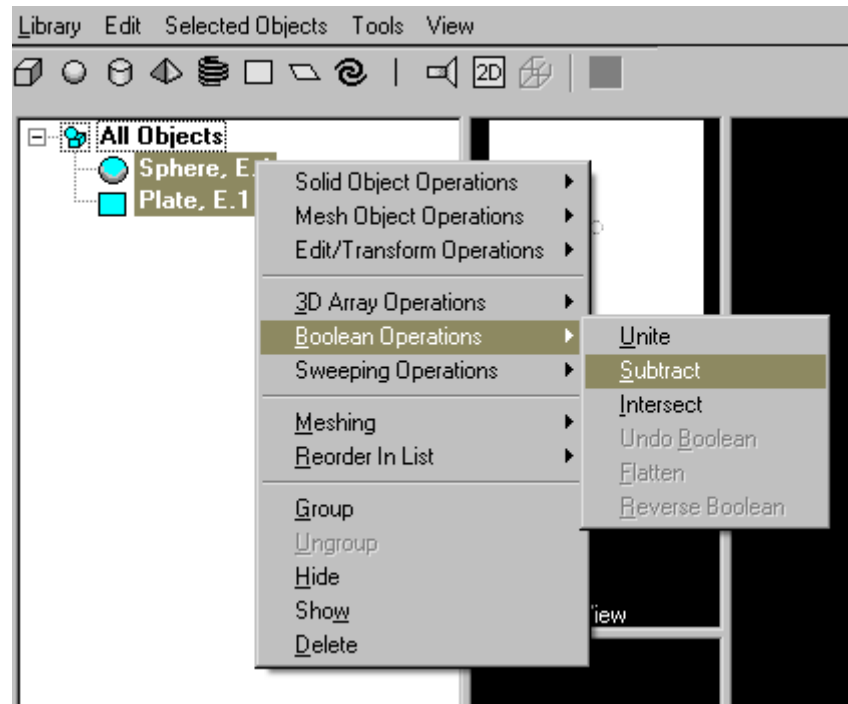 Library Edit Selected Objects Tools View
2D
All Objects
Sphere, E.
Plate, E.1
Solid Object Operations
Mesh Object Operations
Edit/Transform Operations
3D Array Operations
Boolean Operations
Sweeping Operations
Meshing
Reorder In List
Group
Ungroup
Hide
Show
Delete
Unite
Subtract
Intersect
Undo Boolean
Flatten
Reverse Boolean
iew